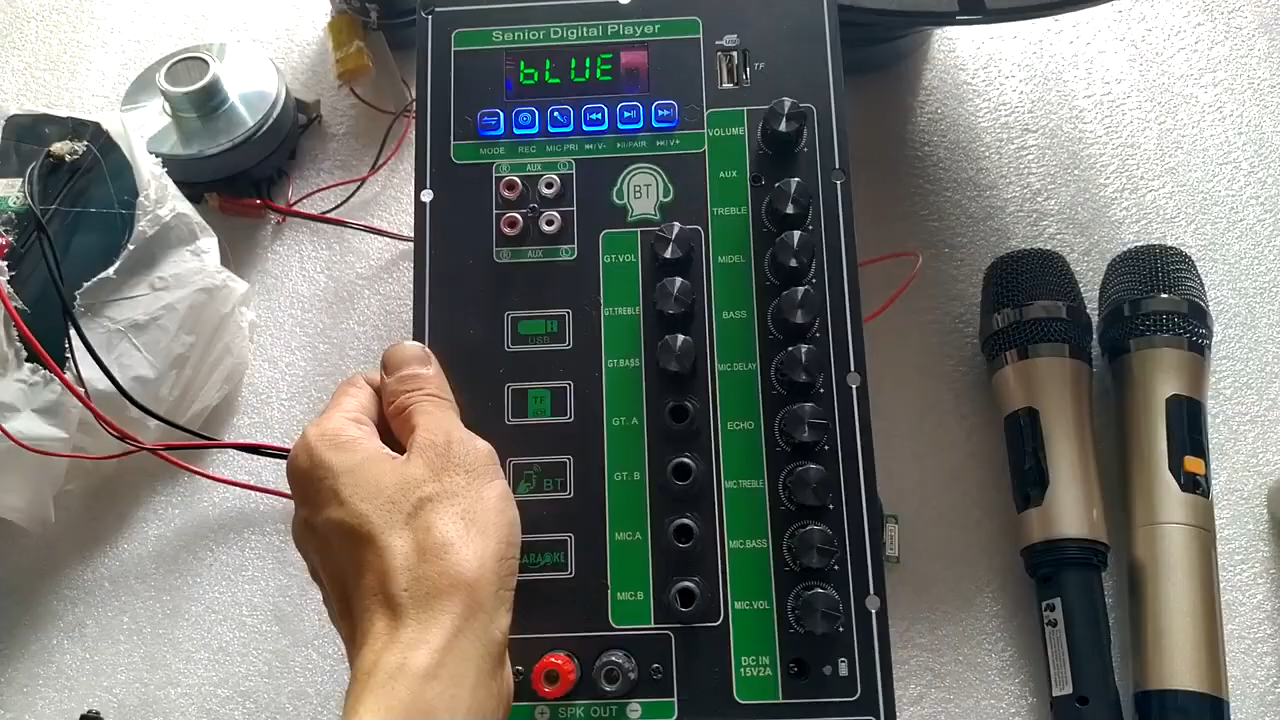 Senior Digital Player
bLUE
USB
TF
MODE REC MIC PRI I◀◀/V- ▶II/PAIR ▶▶I/V+
R AUX L
R AUX L
BT
VOLUME
AUX
TREBLE
MIDEL
BASS
MIC.DELAY
ECHO
MIC.TREBLE
MIC.BASS
MIC.VOL
DC IN
15V2A
GT.VOL
GT.TREBLE
GT.BASS
GT. A
GT. B
MIC.A
MIC.B
USB
TF
BT
ARAOKE
+ SPK OUT −